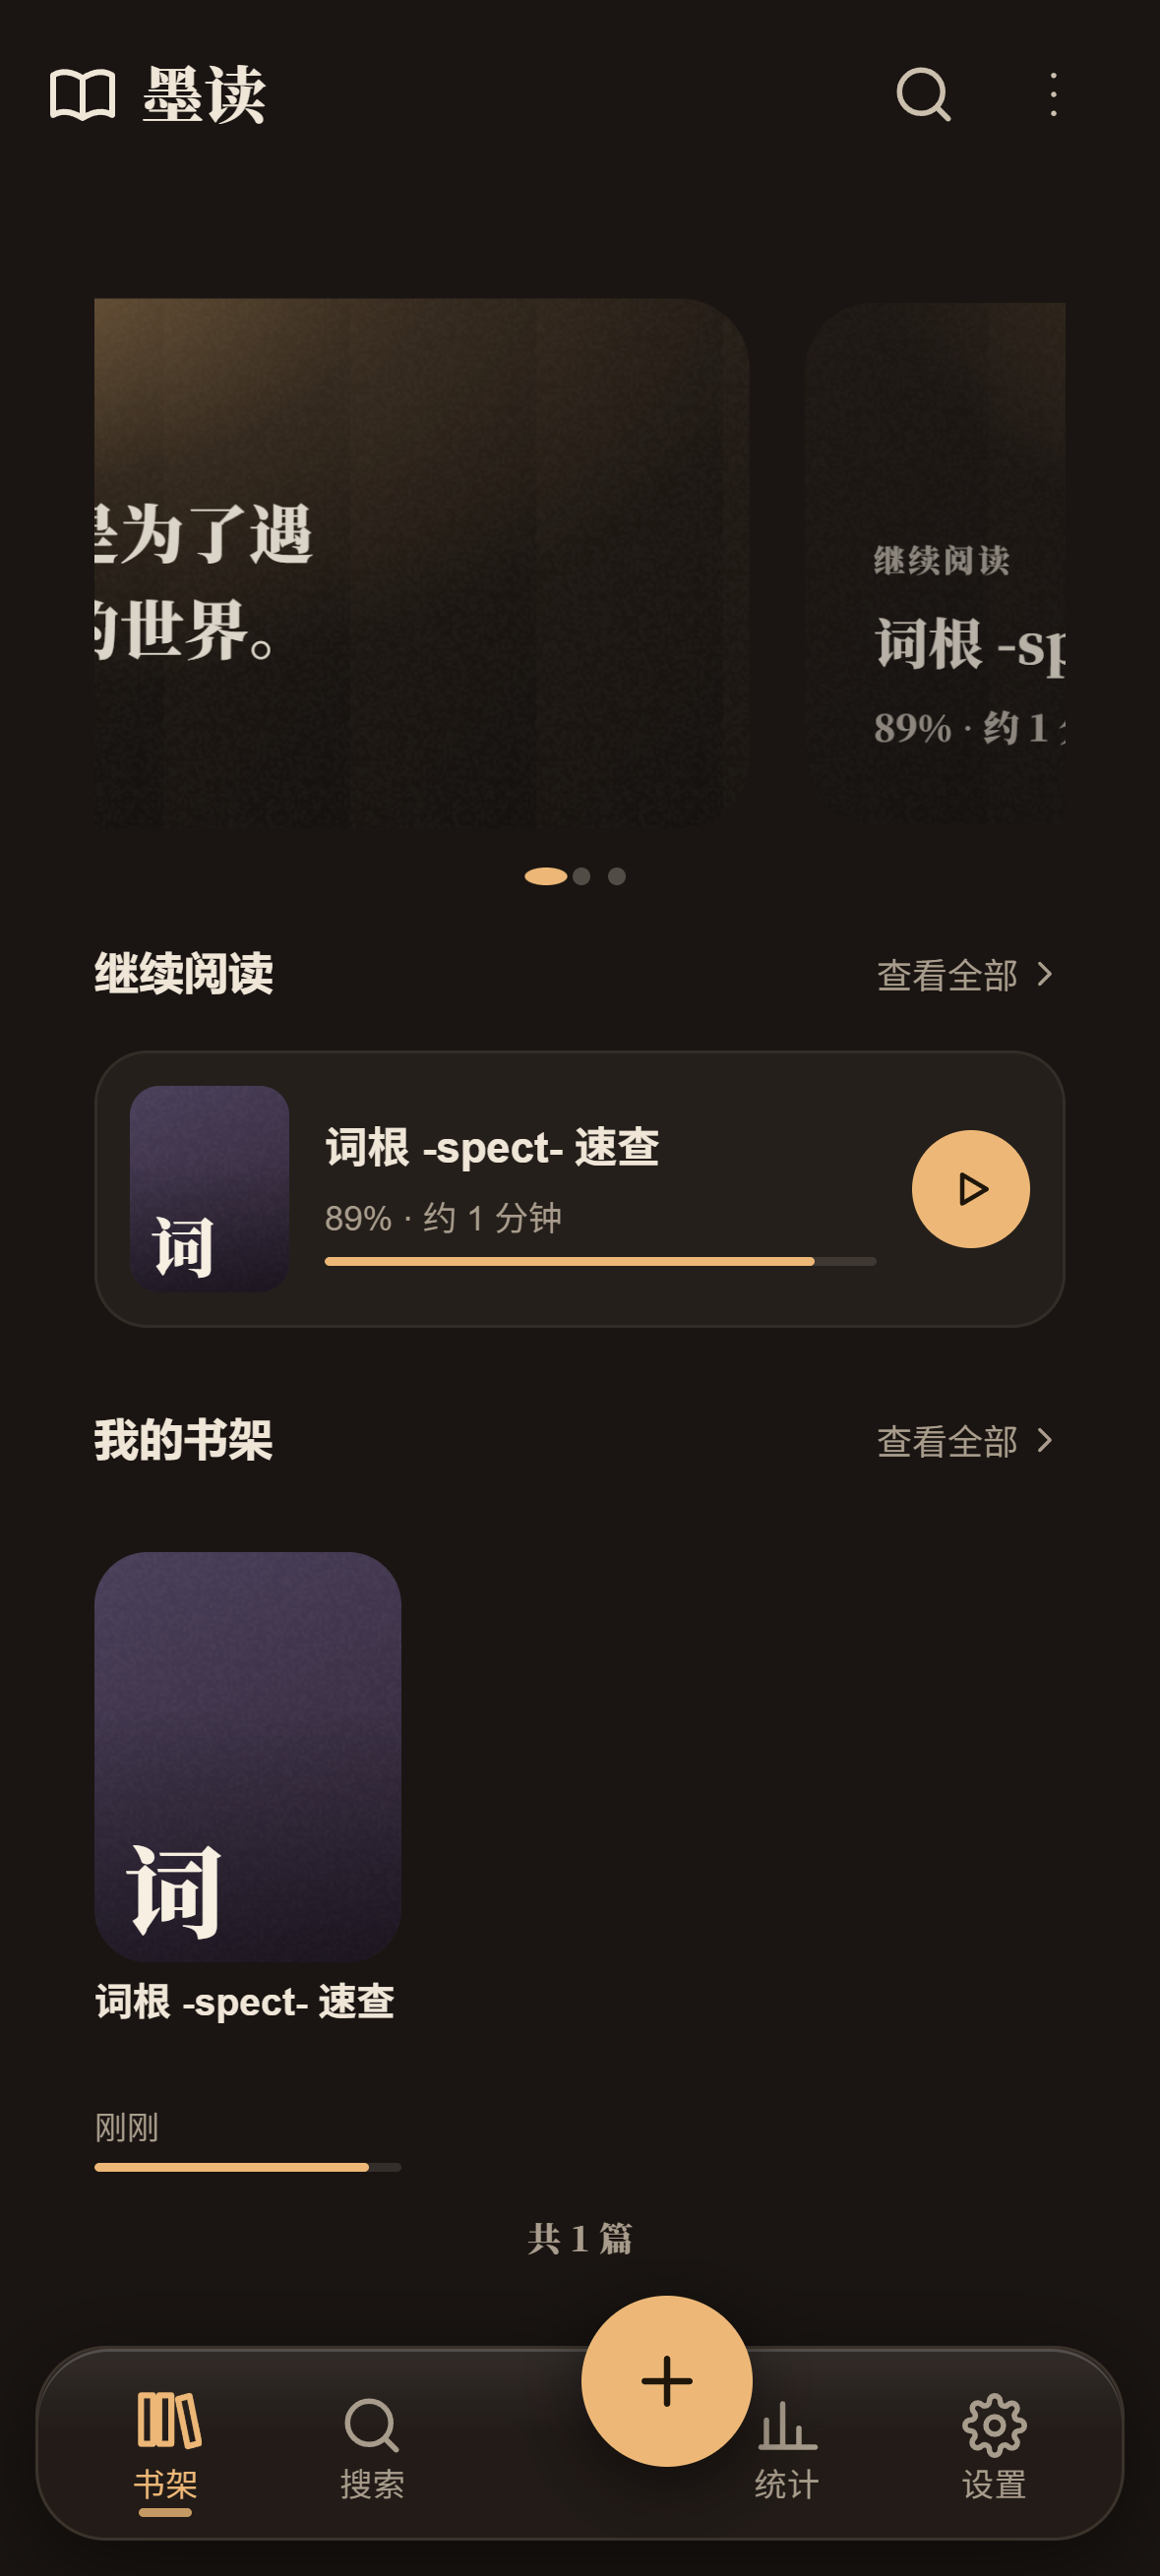 墨读
是为了遇
的世界。
继续阅读
词根 -sp
89% · 约 1
继续阅读
查看全部
词
词根 -spect- 速查
89% · 约 1 分钟
我的书架
查看全部
词
词根 -spect- 速查
刚刚
共 1 篇
书架
搜索
统计
设置